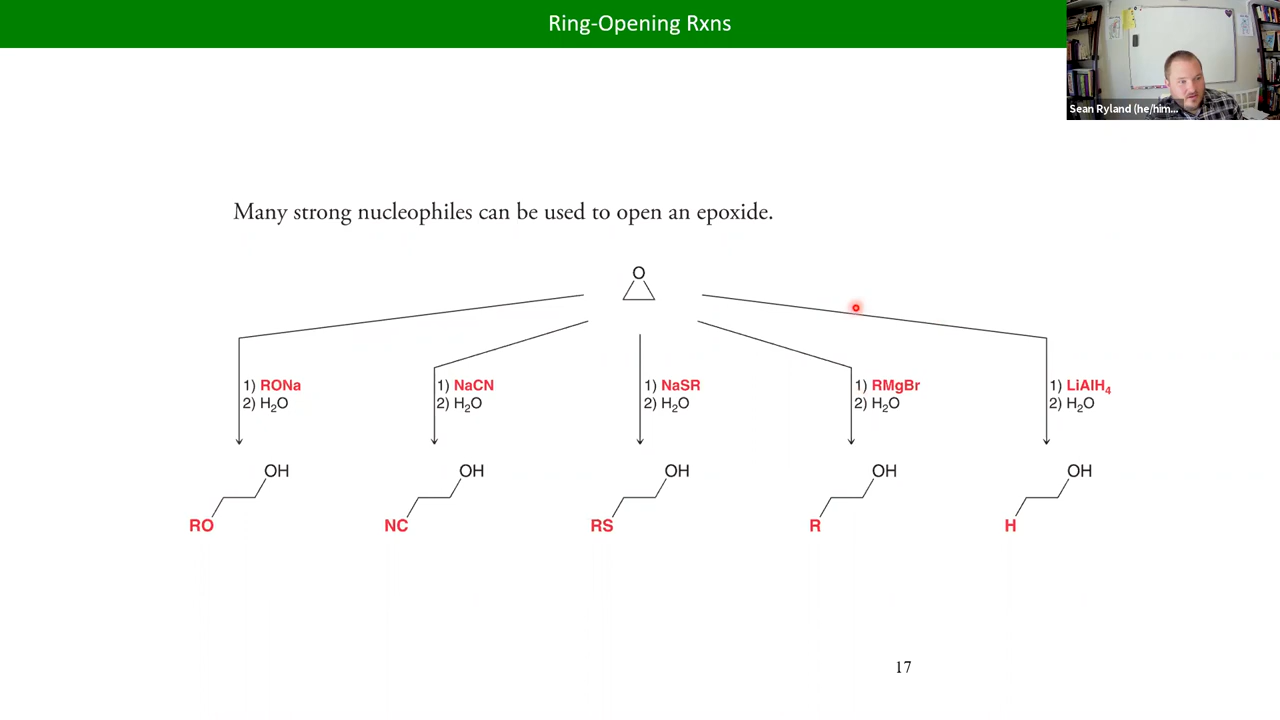 Ring-Opening Rxns
Sean Ryland (he/him...
Many strong nucleophiles can be used to open an epoxide.
O
1) RONa
2) H₂O
1) NaCN
2) H₂O
1) NaSR
2) H₂O
1) RMgBr
2) H₂O
1) LiAlH₄
2) H₂O
OH
RO
OH
NC
OH
RS
OH
R
OH
H
17